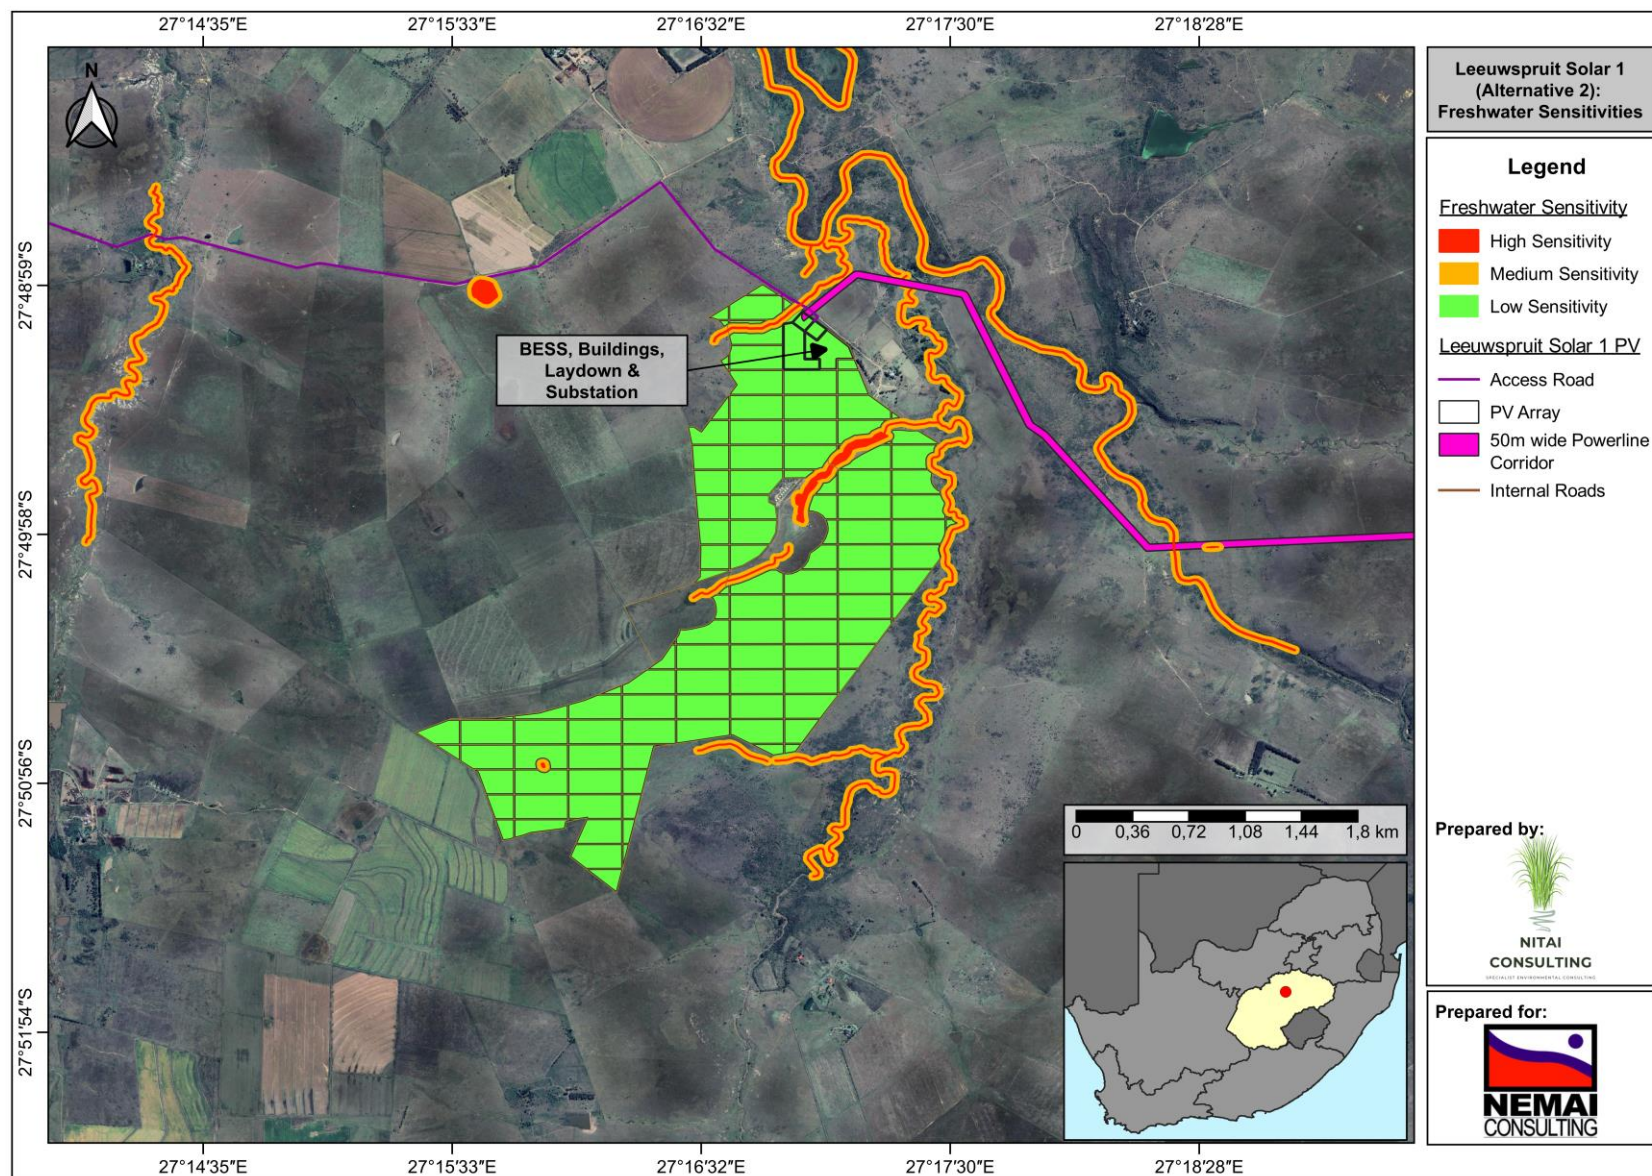 27°14′35″E 27°15′33″E 27°16′32″E 27°17′30″E 27°18′28″E
N
27°48′59″S
27°49′58″S
27°50′56″S
27°51′54″S
BESS, Buildings,
Laydown &
Substation
0 0,36 0,72 1,08 1,44 1,8 km
27°14′35″E 27°15′33″E 27°16′32″E 27°17′30″E 27°18′28″E
Leeuwspruit Solar 1
(Alternative 2):
Freshwater Sensitivities
Legend
Freshwater Sensitivity
High Sensitivity
Medium Sensitivity
Low Sensitivity
Leeuwspruit Solar 1 PV
Access Road
PV Array
50m wide Powerline
Corridor
Internal Roads
Prepared by:
NITAI
CONSULTING
SPECIALIST ENVIRONMENTAL CONSULTING
Prepared for:
NEMAI
CONSULTING